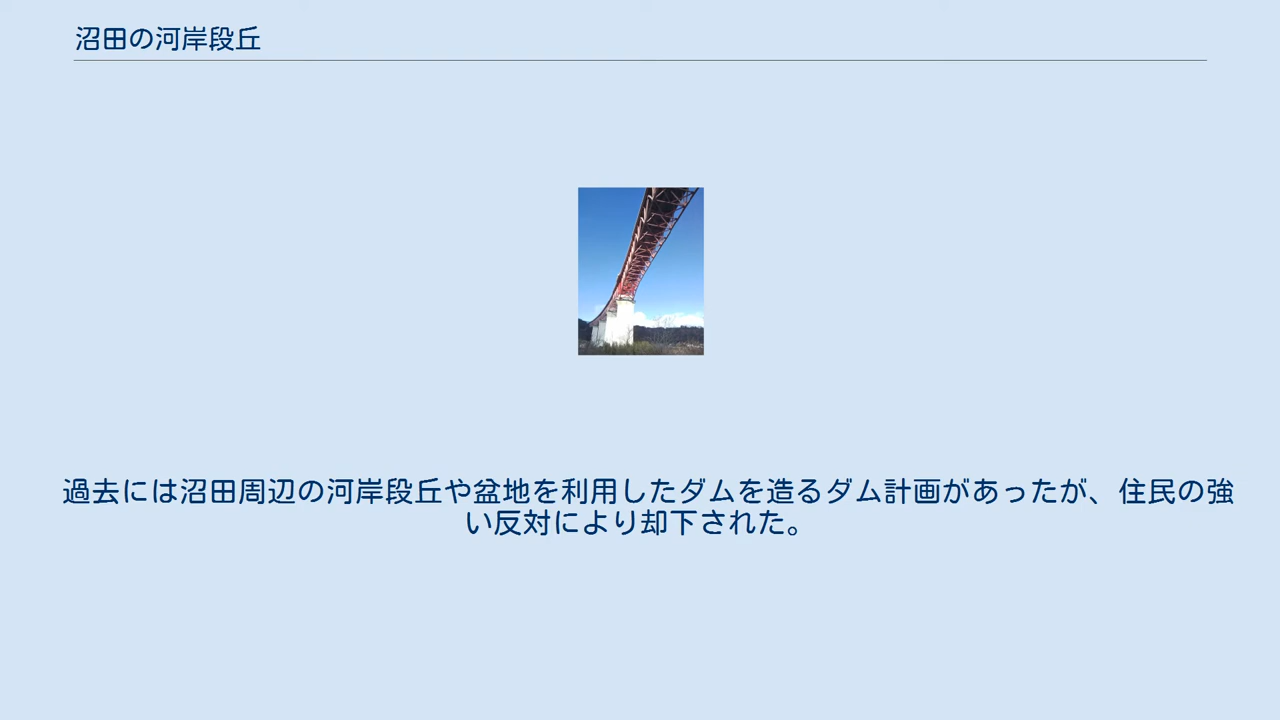 沼田の河岸段丘
過去には沼田周辺の河岸段丘や盆地を利用したダムを造るダム計画があったが、住民の強
い反対により却下された。